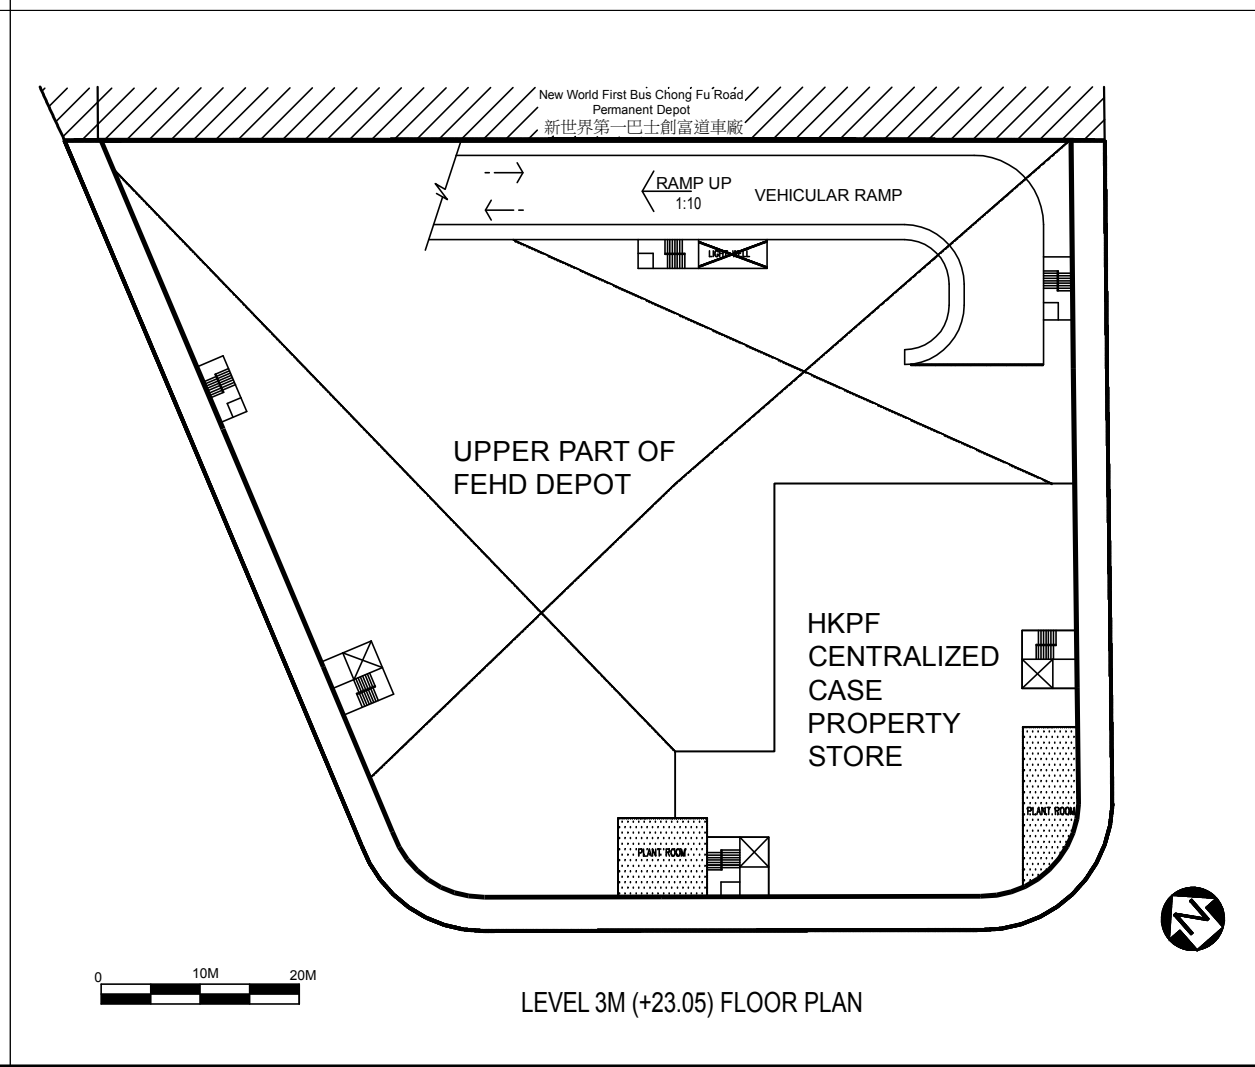 New World First Bus Chong Fu Road
Permanent Depot
新世界第一巴士創富道車廠
RAMP UP
1:10
VEHICULAR RAMP
LIGHT WELL
UPPER PART OF
FEHD DEPOT
HKPF
CENTRALIZED
CASE
PROPERTY
STORE
PLANT ROOM
PLANT ROOM
N
0 10M 20M
LEVEL 3M (+23.05) FLOOR PLAN